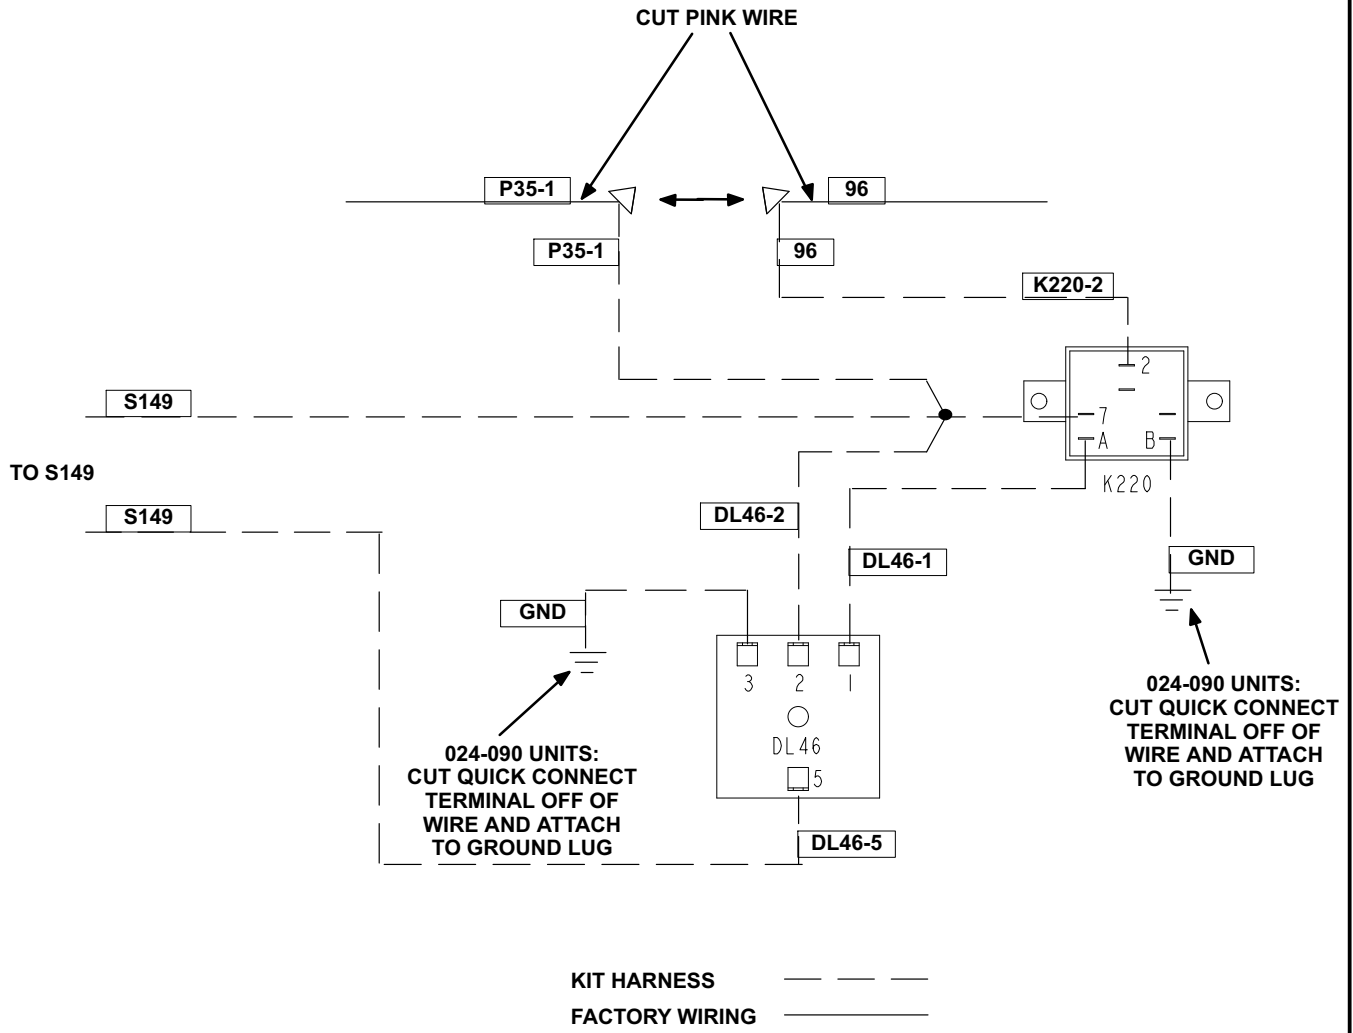 CUT PINK WIRE
P35-1
96
P35-1
96
K220-2
2
S149
7
A B
K220
TO S149
S149
DL46-2
DL46-1
GND
GND
3 2 1
DL46
5
024-090 UNITS:
CUT QUICK CONNECT
TERMINAL OFF OF
WIRE AND ATTACH
TO GROUND LUG
024-090 UNITS:
CUT QUICK CONNECT
TERMINAL OFF OF
WIRE AND ATTACH
TO GROUND LUG
DL46-5
KIT HARNESS
FACTORY WIRING